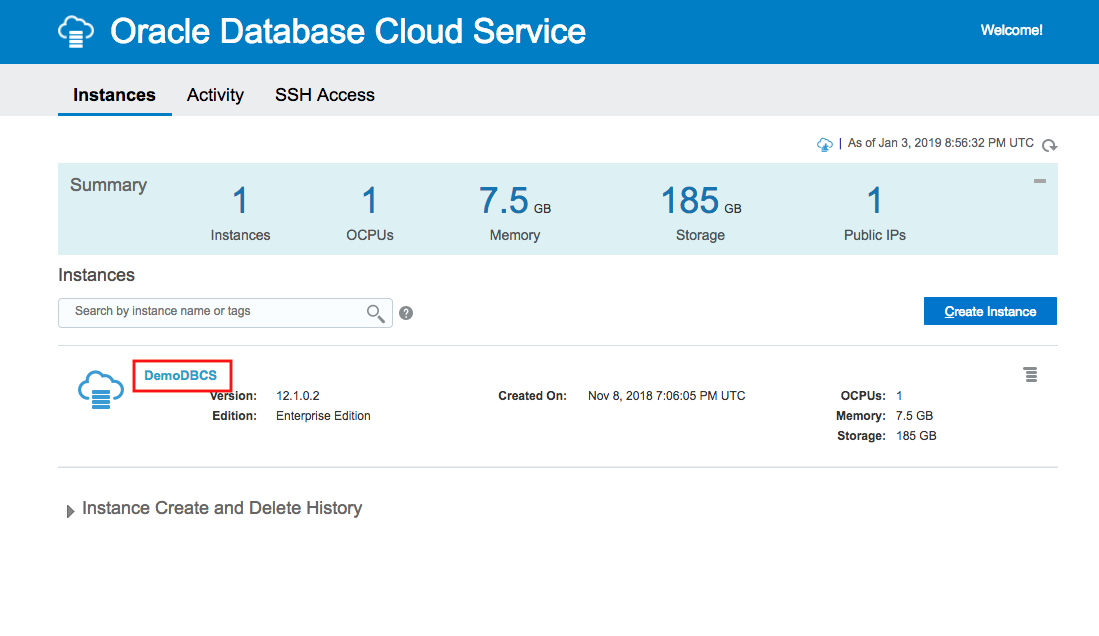 Oracle Database Cloud Service
Welcome!
Instances Activity SSH Access
| As of Jan 3, 2019 8:56:32 PM UTC
Summary
1 1 7.5 GB 185 GB 1
Instances OCPUs Memory Storage Public IPs
Instances
Search by instance name or tags ?
Create Instance
DemoDBCS
Version: 12.1.0.2 Created On: Nov 8, 2018 7:06:05 PM UTC OCPUs: 1
Edition: Enterprise Edition Memory: 7.5 GB
Storage: 185 GB
Instance Create and Delete History